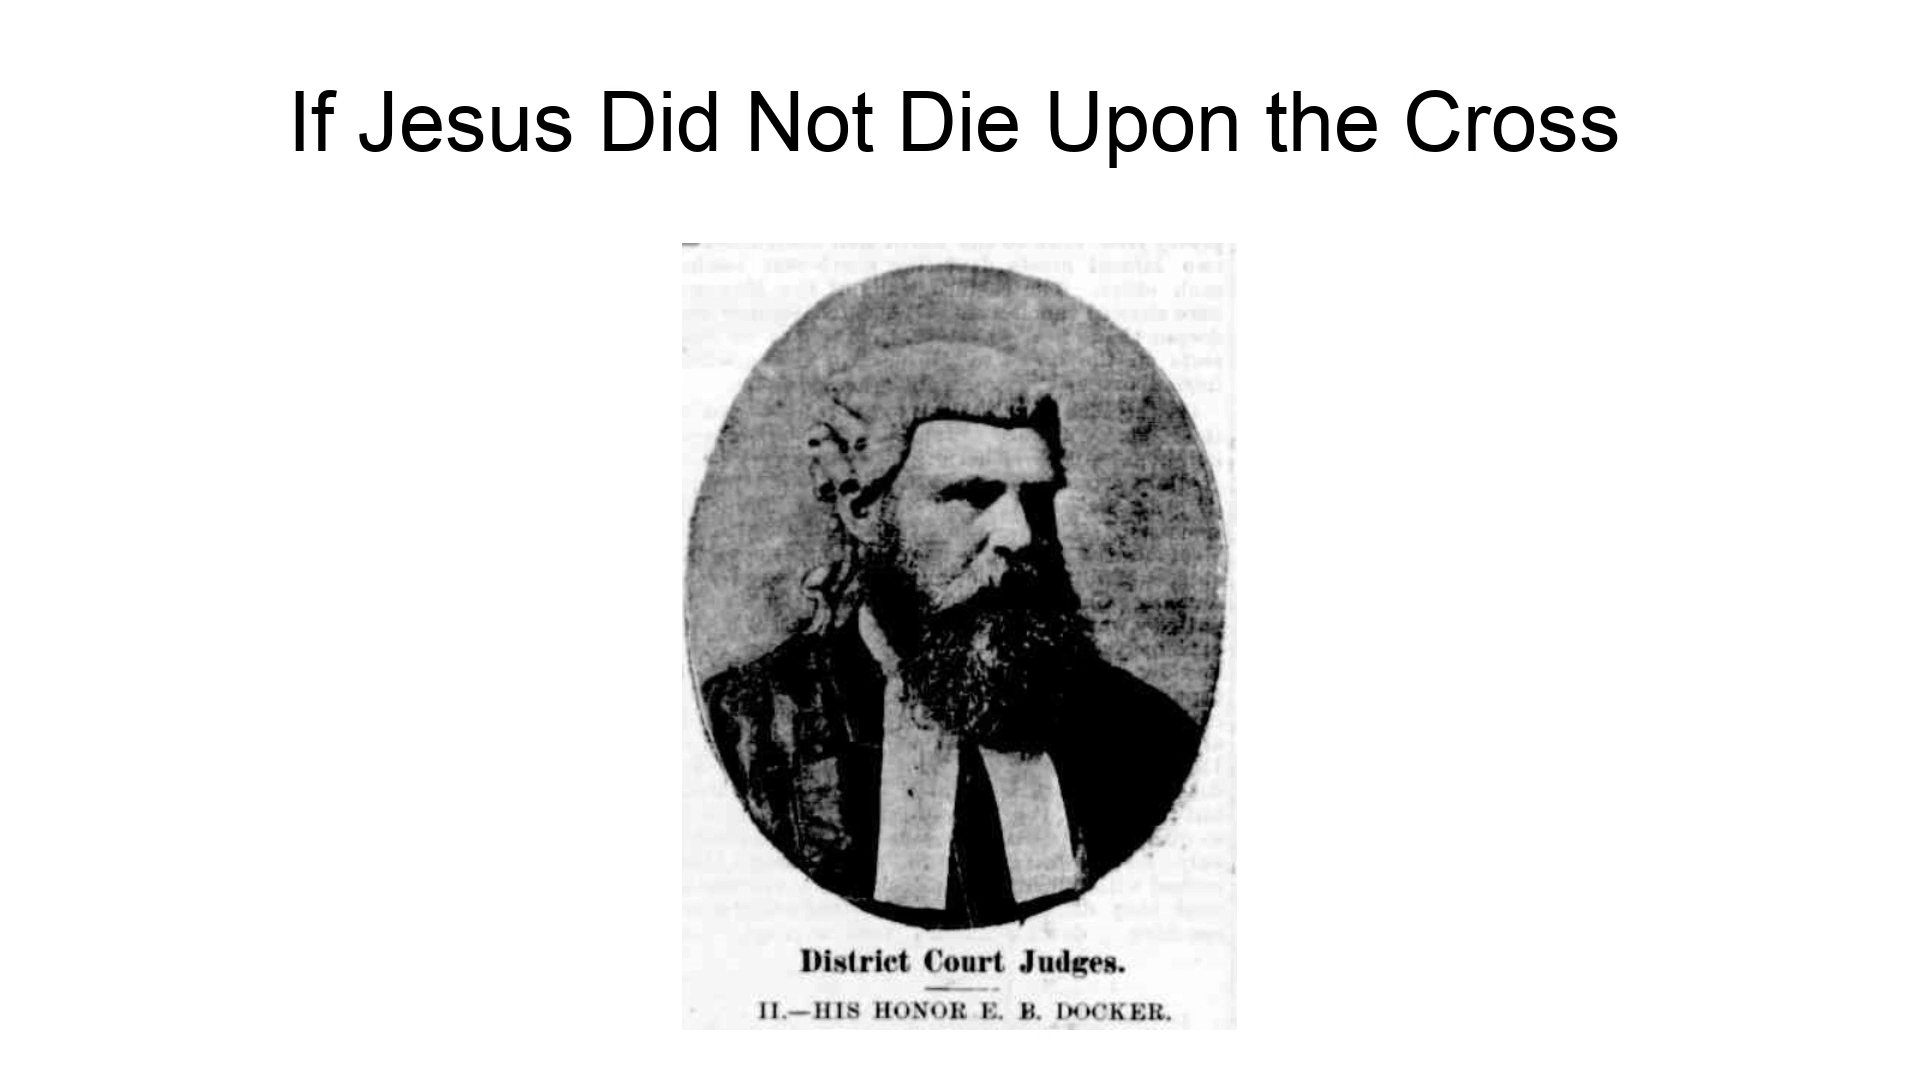 If Jesus Did Not Die Upon the Cross
District Court Judges.
II.—HIS HONOR E. B. DOCKER.